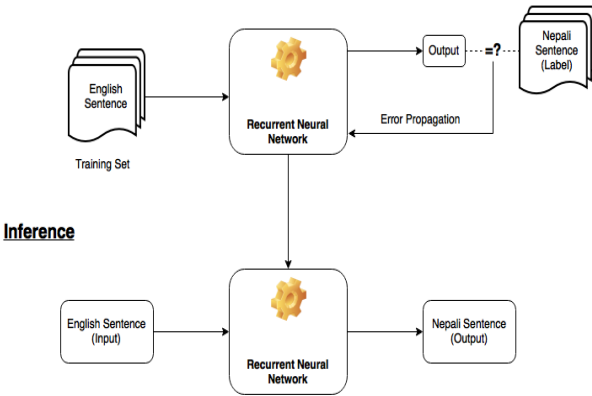 English
Sentence
Training Set
Recurrent Neural
Network
Output
=?
Nepali
Sentence
(Label)
Error Propagation
Inference
English Sentence
(Input)
Recurrent Neural
Network
Nepali Sentence
(Output)